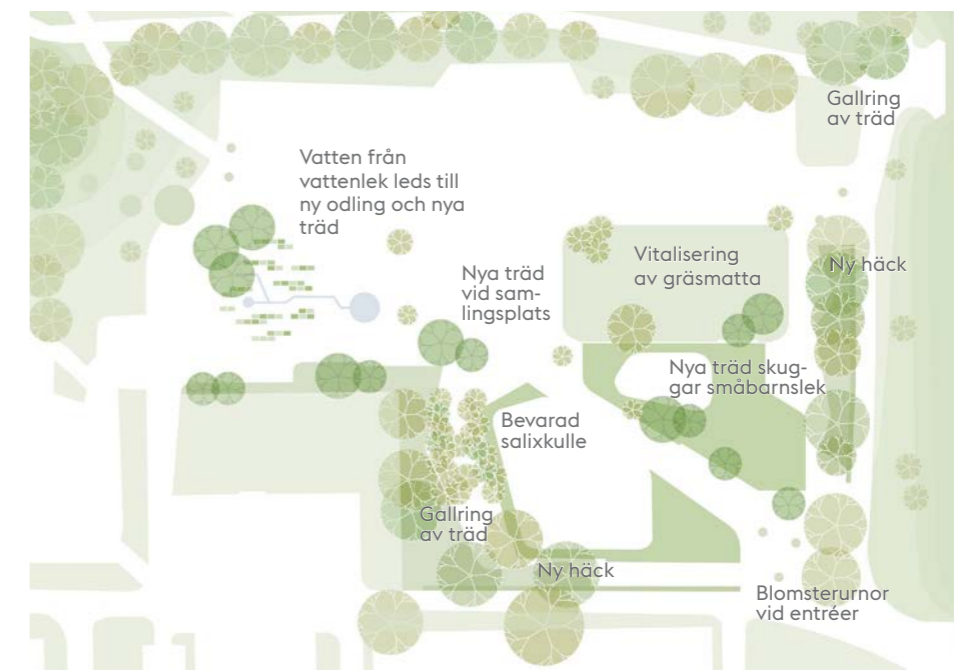 Gallring
av träd
Vatten från
vattenlek leds till
ny odling och nya
träd
Vitalisering
av gräsmatta
Ny häck
Nya träd
vid sam-
lingsplats
Nya träd skug-
gar småbarnslek
Bevarad
salixkulle
Gallring
av träd
Ny häck
Blomsterurnor
vid entréer